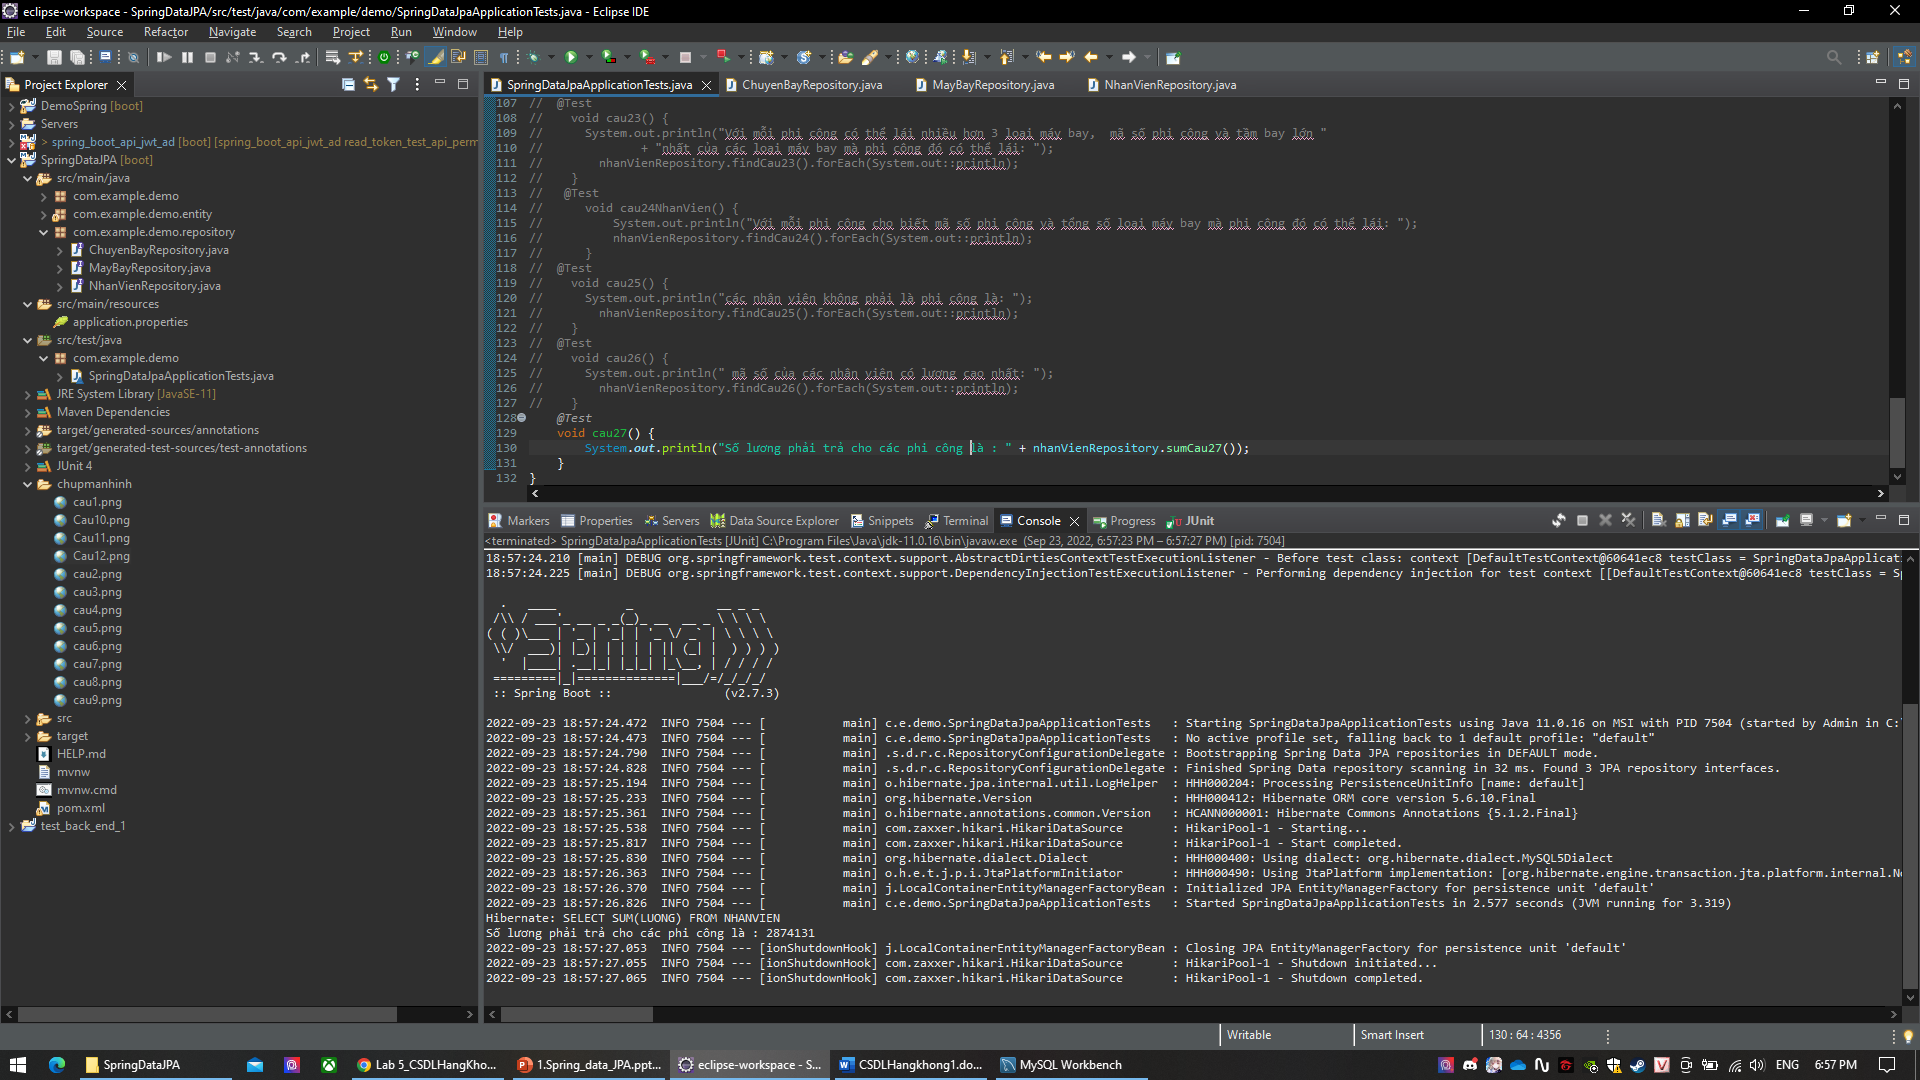 eclipse-workspace - SpringDataJPA/src/test/java/com/example/demo/SpringDataJpaApplicationTests.java - Eclipse IDE
File Edit Source Refactor Navigate Search Project Run Window Help
Project Explorer
DemoSpring [boot]
Servers
> spring_boot_api_jwt_ad [boot] [spring_boot_api_jwt_ad read_token_test_api_perm
SpringDataJPA [boot]
src/main/java
com.example.demo
com.example.demo.entity
com.example.demo.repository
ChuyenBayRepository.java
MayBayRepository.java
NhanVienRepository.java
src/main/resources
application.properties
src/test/java
com.example.demo
SpringDataJpaApplicationTests.java
JRE System Library [JavaSE-11]
Maven Dependencies
target/generated-sources/annotations
target/generated-test-sources/test-annotations
JUnit 4
chupmanhinh
cau1.png
Cau10.png
Cau11.png
Cau12.png
cau2.png
cau3.png
cau4.png
cau5.png
cau6.png
cau7.png
cau8.png
cau9.png
src
target
HELP.md
mvnw
mvnw.cmd
pom.xml
test_back_end_1
SpringDataJpaApplicationTests.java ChuyenBayRepository.java MayBayRepository.java NhanVienRepository.java
107 // @Test
108 // void cau23() {
109 // System.out.println("Với mỗi phi công có thể lái nhiều hơn 3 loại máy bay, mã số phi công và tầm bay lớn "
110 // + "nhất của các loại máy bay mà phi công đó có thể lái: ");
111 // nhanVienRepository.findCau23().forEach(System.out::println);
112 // }
113 // @Test
114 // void cau24NhanVien() {
115 // System.out.println("Với mỗi phi công cho biết mã số phi công và tổng số loại máy bay mà phi công đó có thể lái: ");
116 // nhanVienRepository.findCau24().forEach(System.out::println);
117 // }
118 // @Test
119 // void cau25() {
120 // System.out.println("các nhân viên không phải là phi công là: ");
121 // nhanVienRepository.findCau25().forEach(System.out::println);
122 // }
123 // @Test
124 // void cau26() {
125 // System.out.println(" mã số của các nhân viên có lương cao nhất: ");
126 // nhanVienRepository.findCau26().forEach(System.out::println);
127 // }
128 @Test
129 void cau27() {
130 System.out.println("Số lương phải trả cho các phi công là : " + nhanVienRepository.sumCau27());
131 }
132 }
Markers Properties Servers Data Source Explorer Snippets Terminal Console Progress JUnit
<terminated> SpringDataJpaApplicationTests [JUnit] C:\Program Files\Java\jdk-11.0.16\bin\javaw.exe (Sep 23, 2022, 6:57:23 PM – 6:57:27 PM) [pid: 7504]
18:57:24.210 [main] DEBUG org.springframework.test.context.support.AbstractDirtiesContextTestExecutionListener - Before test class: context [DefaultTestContext@60641ec8 testClass = SpringDataJpaApplicati
18:57:24.225 [main] DEBUG org.springframework.test.context.support.DependencyInjectionTestExecutionListener - Performing dependency injection for test context [[DefaultTestContext@60641ec8 testClass = Sp
:: Spring Boot :: (v2.7.3)
2022-09-23 18:57:24.472 INFO 7504 --- [ main] c.e.demo.SpringDataJpaApplicationTests : Starting SpringDataJpaApplicationTests using Java 11.0.16 on MSI with PID 7504 (started by Admin in C:\
2022-09-23 18:57:24.473 INFO 7504 --- [ main] c.e.demo.SpringDataJpaApplicationTests : No active profile set, falling back to 1 default profile: "default"
2022-09-23 18:57:24.790 INFO 7504 --- [ main] .s.d.r.c.RepositoryConfigurationDelegate : Bootstrapping Spring Data JPA repositories in DEFAULT mode.
2022-09-23 18:57:24.828 INFO 7504 --- [ main] .s.d.r.c.RepositoryConfigurationDelegate : Finished Spring Data repository scanning in 32 ms. Found 3 JPA repository interfaces.
2022-09-23 18:57:25.194 INFO 7504 --- [ main] o.hibernate.jpa.internal.util.LogHelper : HHH000204: Processing PersistenceUnitInfo [name: default]
2022-09-23 18:57:25.233 INFO 7504 --- [ main] org.hibernate.Version : HHH000412: Hibernate ORM core version 5.6.10.Final
2022-09-23 18:57:25.361 INFO 7504 --- [ main] o.hibernate.annotations.common.Version : HCANN000001: Hibernate Commons Annotations {5.1.2.Final}
2022-09-23 18:57:25.538 INFO 7504 --- [ main] com.zaxxer.hikari.HikariDataSource : HikariPool-1 - Starting...
2022-09-23 18:57:25.817 INFO 7504 --- [ main] com.zaxxer.hikari.HikariDataSource : HikariPool-1 - Start completed.
2022-09-23 18:57:25.830 INFO 7504 --- [ main] org.hibernate.dialect.Dialect : HHH000400: Using dialect: org.hibernate.dialect.MySQL5Dialect
2022-09-23 18:57:26.363 INFO 7504 --- [ main] o.h.e.t.j.p.i.JtaPlatformInitiator : HHH000490: Using JtaPlatform implementation: [org.hibernate.engine.transaction.jta.platform.internal.No
2022-09-23 18:57:26.370 INFO 7504 --- [ main] j.LocalContainerEntityManagerFactoryBean : Initialized JPA EntityManagerFactory for persistence unit 'default'
2022-09-23 18:57:26.826 INFO 7504 --- [ main] c.e.demo.SpringDataJpaApplicationTests : Started SpringDataJpaApplicationTests in 2.577 seconds (JVM running for 3.319)
Hibernate: SELECT SUM(LUONG) FROM NHANVIEN
Số lương phải trả cho các phi công là : 2874131
2022-09-23 18:57:27.053 INFO 7504 --- [ionShutdownHook] j.LocalContainerEntityManagerFactoryBean : Closing JPA EntityManagerFactory for persistence unit 'default'
2022-09-23 18:57:27.055 INFO 7504 --- [ionShutdownHook] com.zaxxer.hikari.HikariDataSource : HikariPool-1 - Shutdown initiated...
2022-09-23 18:57:27.065 INFO 7504 --- [ionShutdownHook] com.zaxxer.hikari.HikariDataSource : HikariPool-1 - Shutdown completed.
Writable Smart Insert 130 : 64 : 4356
SpringDataJPA Lab 5_CSDLHangKho... 1.Spring_data_JPA.ppt... eclipse-workspace - S... CSDLHangkhong1.do... MySQL Workbench ENG 6:57 PM